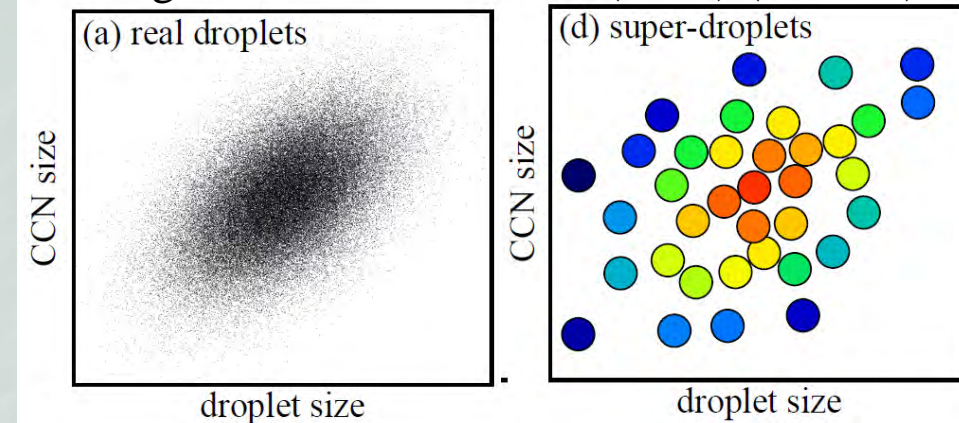 (a) real droplets
CCN size
droplet size
(d) super-droplets
CCN size
droplet size